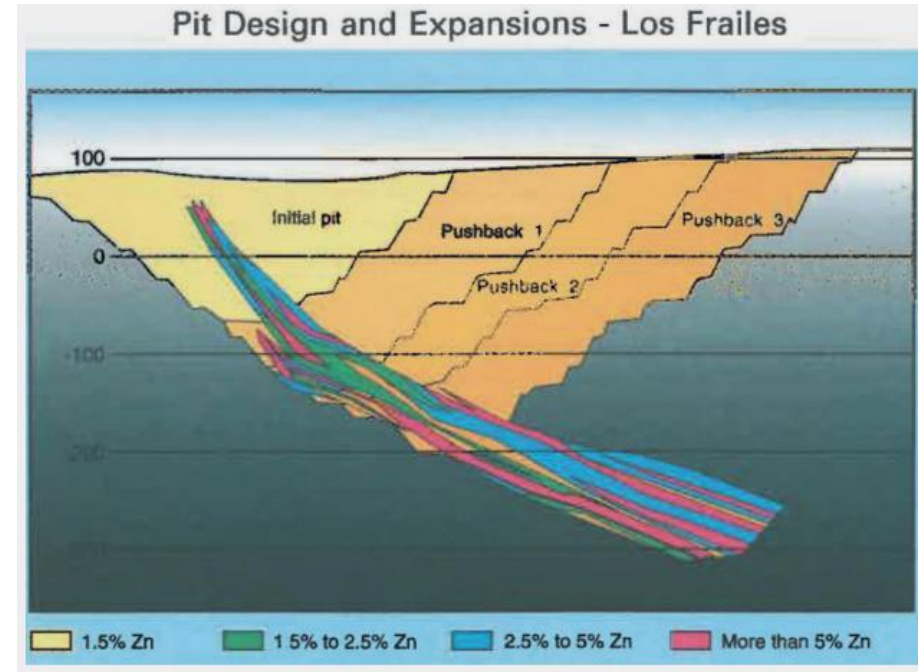 Pit Design and Expansions - Los Frailes
100
Initial pit
Pushback 1
Pushback 3
0
Pushback 2
-100
-200
1.5% Zn
1 5% to 2.5% Zn
2.5% to 5% Zn
More than 5% Zn